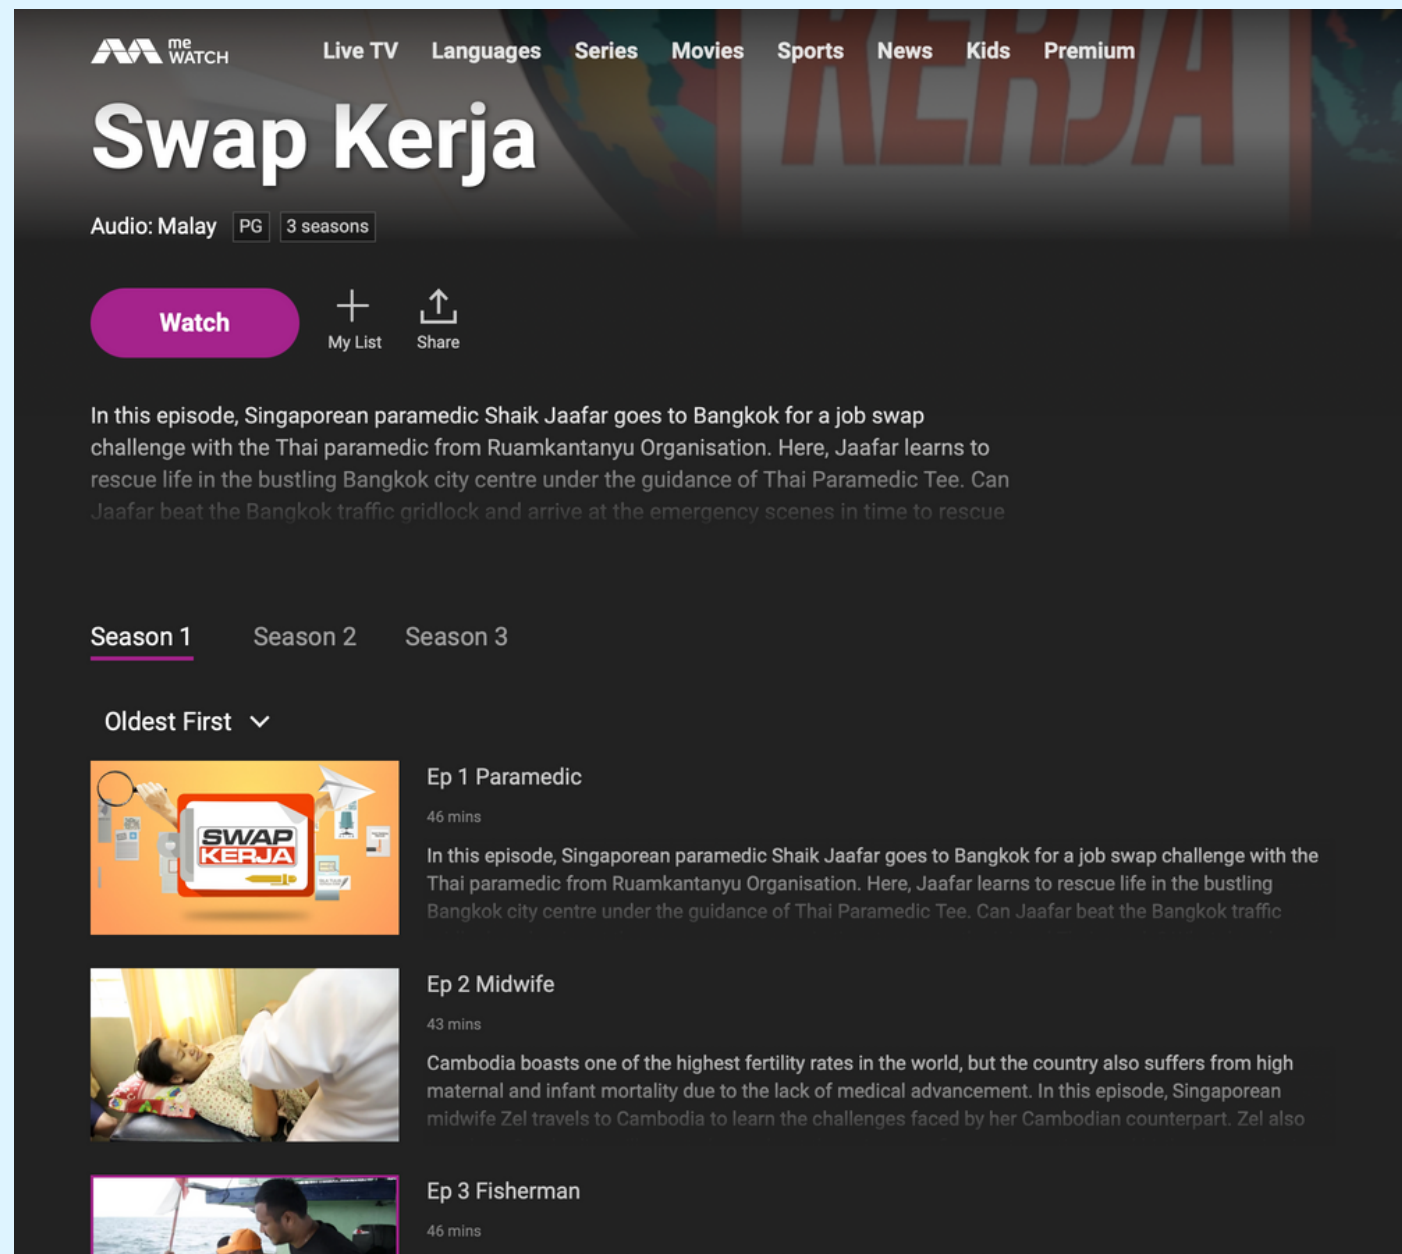 me
WATCH
Live TV Languages Series Movies Sports News Kids Premium
KERJA
Swap Kerja
Audio: Malay PG 3 seasons
Watch
My List Share
In this episode, Singaporean paramedic Shaik Jaafar goes to Bangkok for a job swap
challenge with the Thai paramedic from Ruamkantanyu Organisation. Here, Jaafar learns to
rescue life in the bustling Bangkok city centre under the guidance of Thai Paramedic Tee. Can
Jaafar beat the Bangkok traffic gridlock and arrive at the emergency scenes in time to rescue
Season 1 Season 2 Season 3
Oldest First
SWAP
KERJA
Ep 1 Paramedic
46 mins
In this episode, Singaporean paramedic Shaik Jaafar goes to Bangkok for a job swap challenge with the
Thai paramedic from Ruamkantanyu Organisation. Here, Jaafar learns to rescue life in the bustling
Bangkok city centre under the guidance of Thai Paramedic Tee. Can Jaafar beat the Bangkok traffic
Ep 2 Midwife
43 mins
Cambodia boasts one of the highest fertility rates in the world, but the country also suffers from high
maternal and infant mortality due to the lack of medical advancement. In this episode, Singaporean
midwife Zel travels to Cambodia to learn the challenges faced by her Cambodian counterpart. Zel also
Ep 3 Fisherman
46 mins